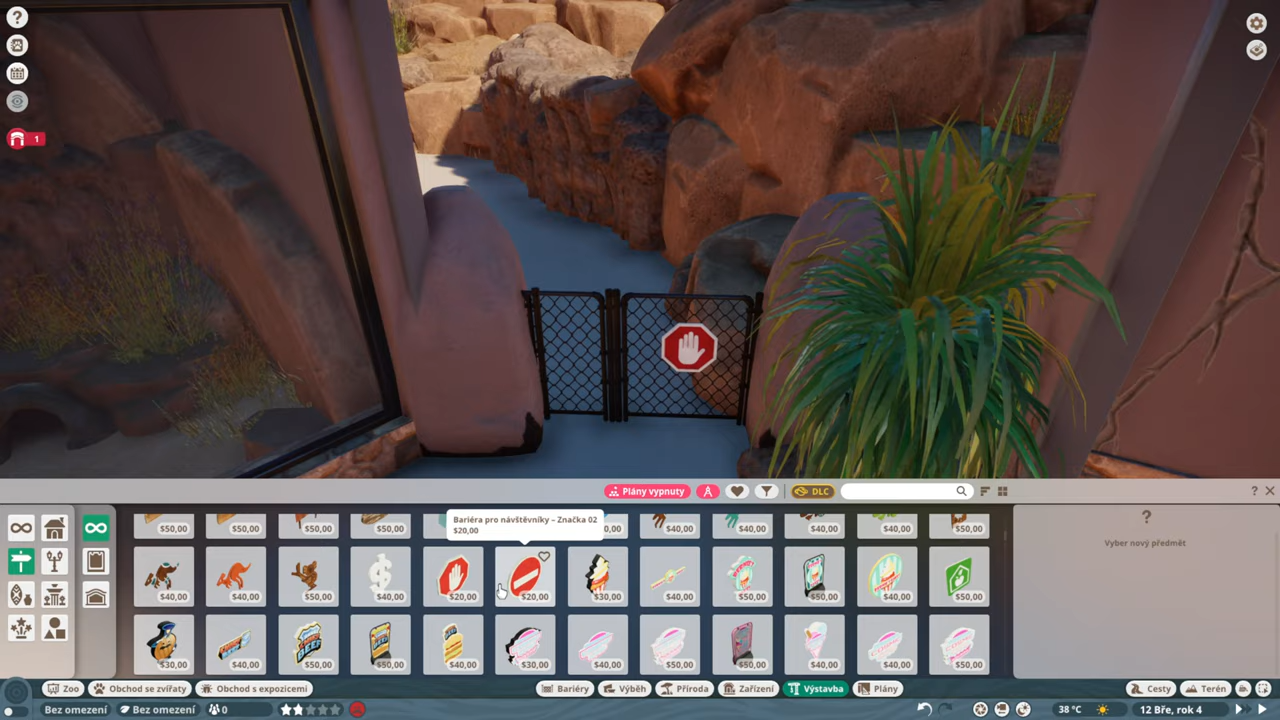 ?
1
Plány vypnuty
DLC
? ×
Bariéra pro návštěvníky – Značka 02
$20,00
$50,00 $50,00 $50,00 $50,00 0,00 $40,00 $40,00 $40,00 $40,00 $50,00
$40,00 $40,00 $50,00 $40,00 $20,00 $20,00 $30,00 $40,00 $50,00 $50,00 $40,00 $50,00
$30,00 $40,00 $50,00 $50,00 $40,00 $30,00 $40,00 $50,00 $50,00 $40,00 $40,00 $50,00
?
Vyber nový předmět
Zoo Obchod se zvířaty Obchod s expozicemi Bariéry Výběh Příroda Zařízení Výstavba Plány Cesty Terén
Bez omezení Bez omezení 0 38 °C 12 Bře, rok 4